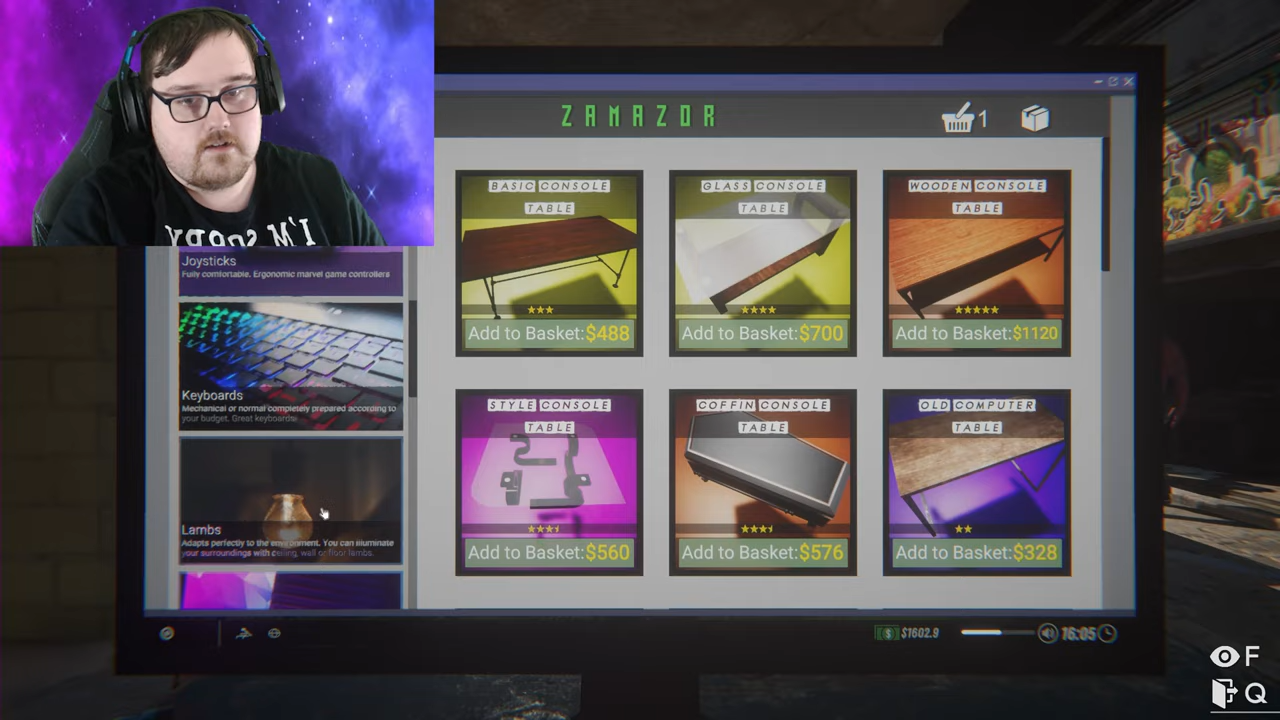 I'M SPOOKY
ZAMAZOR
1
BASIC CONSOLE
TABLE
Add to Basket:$488
GLASS CONSOLE
TABLE
Add to Basket:$700
WOODEN CONSOLE
TABLE
Add to Basket:$1120
Joysticks
Fully comfortable. Ergonomic marvel game controllers
Keyboards
Mechanical or normal completely prepared according to
your budget. Great keyboards!
Lambs
Adapts perfectly to the environment. You can illuminate
your surroundings with ceiling, wall or floor lambs.
STYLE CONSOLE
TABLE
Add to Basket:$560
COFFIN CONSOLE
TABLE
Add to Basket:$576
OLD COMPUTER
TABLE
Add to Basket:$328
$1602.9
16:05
F
Q